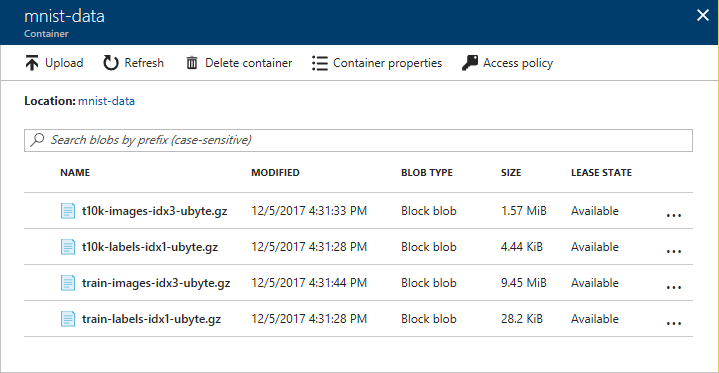 mnist-data
Container
Upload Refresh Delete container Container properties Access policy
Location: mnist-data
Search blobs by prefix (case-sensitive)
NAME MODIFIED BLOB TYPE SIZE LEASE STATE
t10k-images-idx3-ubyte.gz 12/5/2017 4:31:33 PM Block blob 1.57 MiB Available ...
t10k-labels-idx1-ubyte.gz 12/5/2017 4:31:28 PM Block blob 4.44 KiB Available ...
train-images-idx3-ubyte.gz 12/5/2017 4:31:44 PM Block blob 9.45 MiB Available ...
train-labels-idx1-ubyte.gz 12/5/2017 4:31:28 PM Block blob 28.2 KiB Available ...